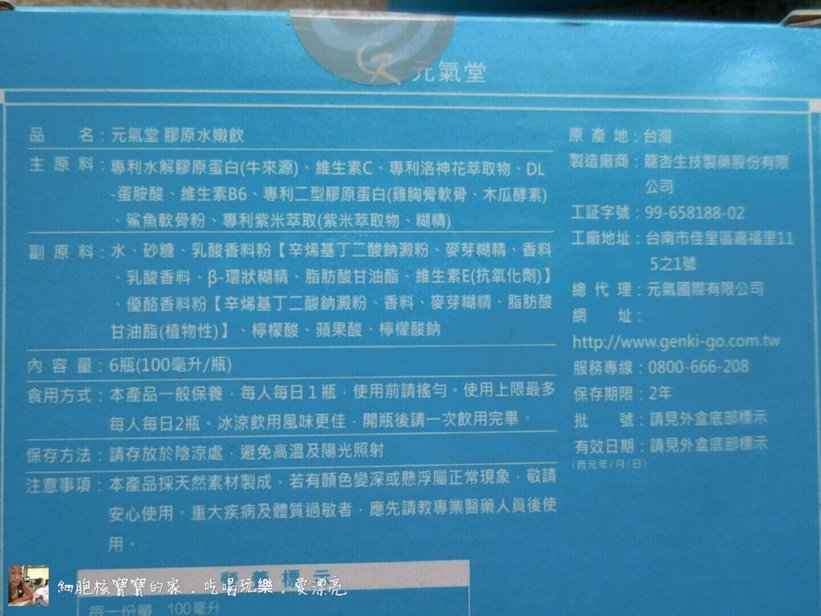 元氣堂
品名：元氣堂 膠原水嫩飲
主原料：專利水解膠原蛋白(牛來源)、維生素C、專利洛神花萃取物、DL
-蛋胺酸、維生素B6、專利二型膠原蛋白(雞胸骨軟骨、木瓜酵素)
、鯊魚軟骨粉、專利紫米萃取(紫米萃取物、糊精)
副原料：水、砂糖、乳酸香料粉【辛烯基丁二酸鈉澱粉、麥芽糊精、香料
、乳酸香料、β-環狀糊精、脂肪酸甘油酯、維生素E(抗氧化劑)】
、優酪香料粉【辛烯基丁二酸鈉澱粉、香料、麥芽糊精、脂肪酸
甘油酯(植物性)】、檸檬酸、蘋果酸、檸檬酸鈉
內容量：6瓶(100毫升/瓶)
食用方式：本產品一般保養，每人每日1瓶，使用前請搖勻。使用上限最多
每人每日2瓶。冰涼飲用風味更佳，開瓶後請一次飲用完畢。
保存方法：請存放於陰涼處，避免高溫及陽光照射
注意事項：本產品採天然素材製成，若有顏色變深或懸浮屬正常現象，敬請
安心使用。重大疾病及體質過敏者，應先請教專業醫藥人員後使
用。
原產地：台灣
製造廠商：龍杏生技製藥股份有限
公司
工証字號：99-658188-02
工廠地址：台南市佳里區嘉福里11
5之1號
總代理：元氣國際有限公司
網址：
http://www.genki-go.com.tw
服務專線：0800-666-208
保存期限：2年
批號：請見外盒底部標示
有效日期：請見外盒底部標示
(西元年/月/日)
營養標示
每一份量 100毫升
細胞核寶寶的家．吃喝玩樂，愛漂亮